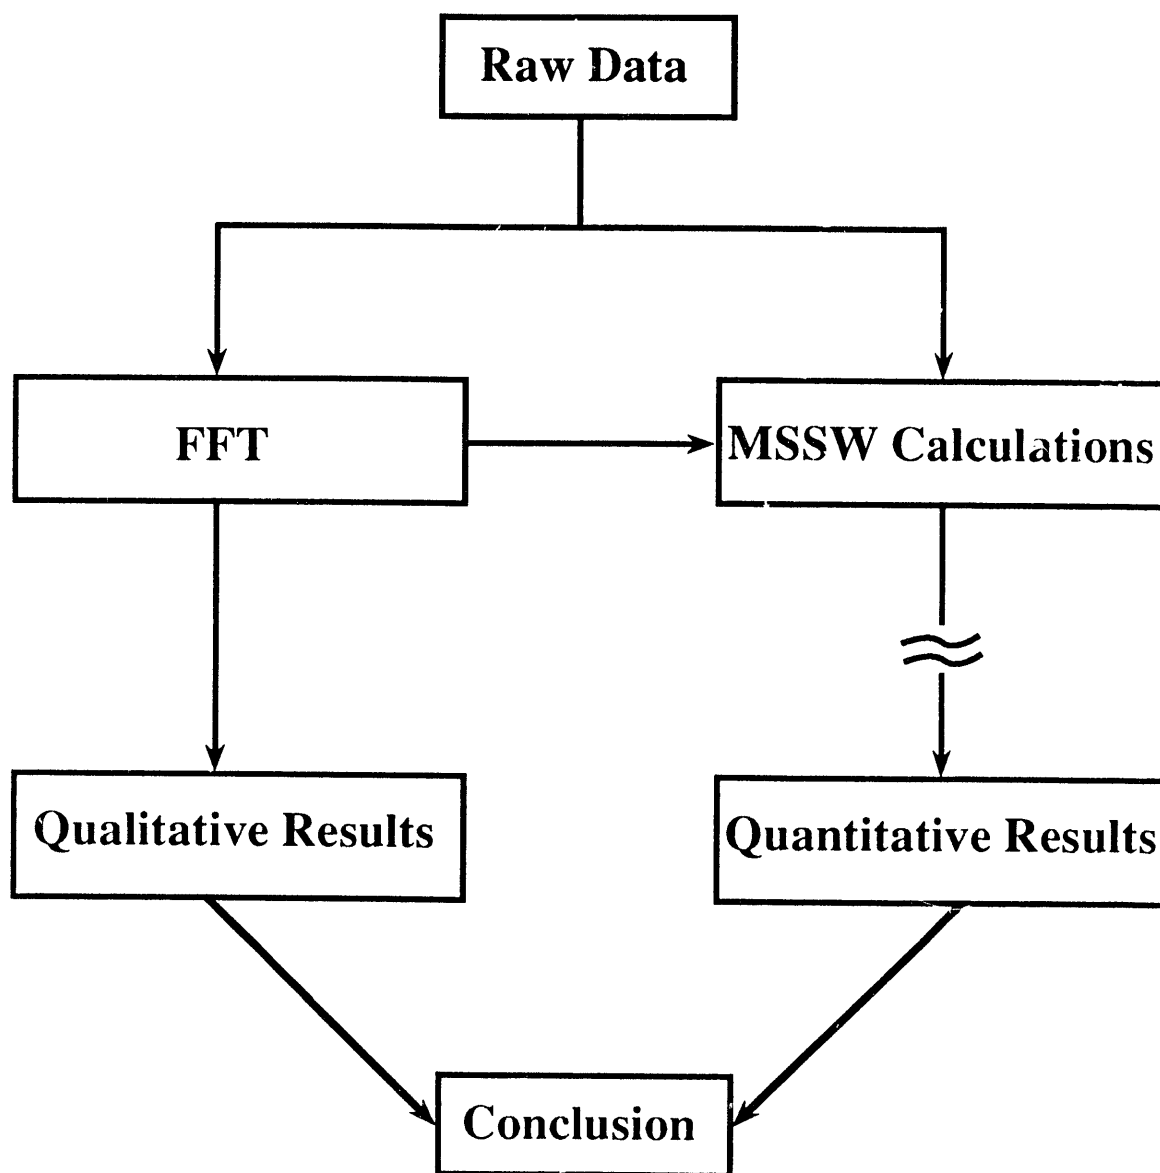 Raw Data
FFT
MSSW Calculations
Qualitative Results
Quantitative Results
Conclusion